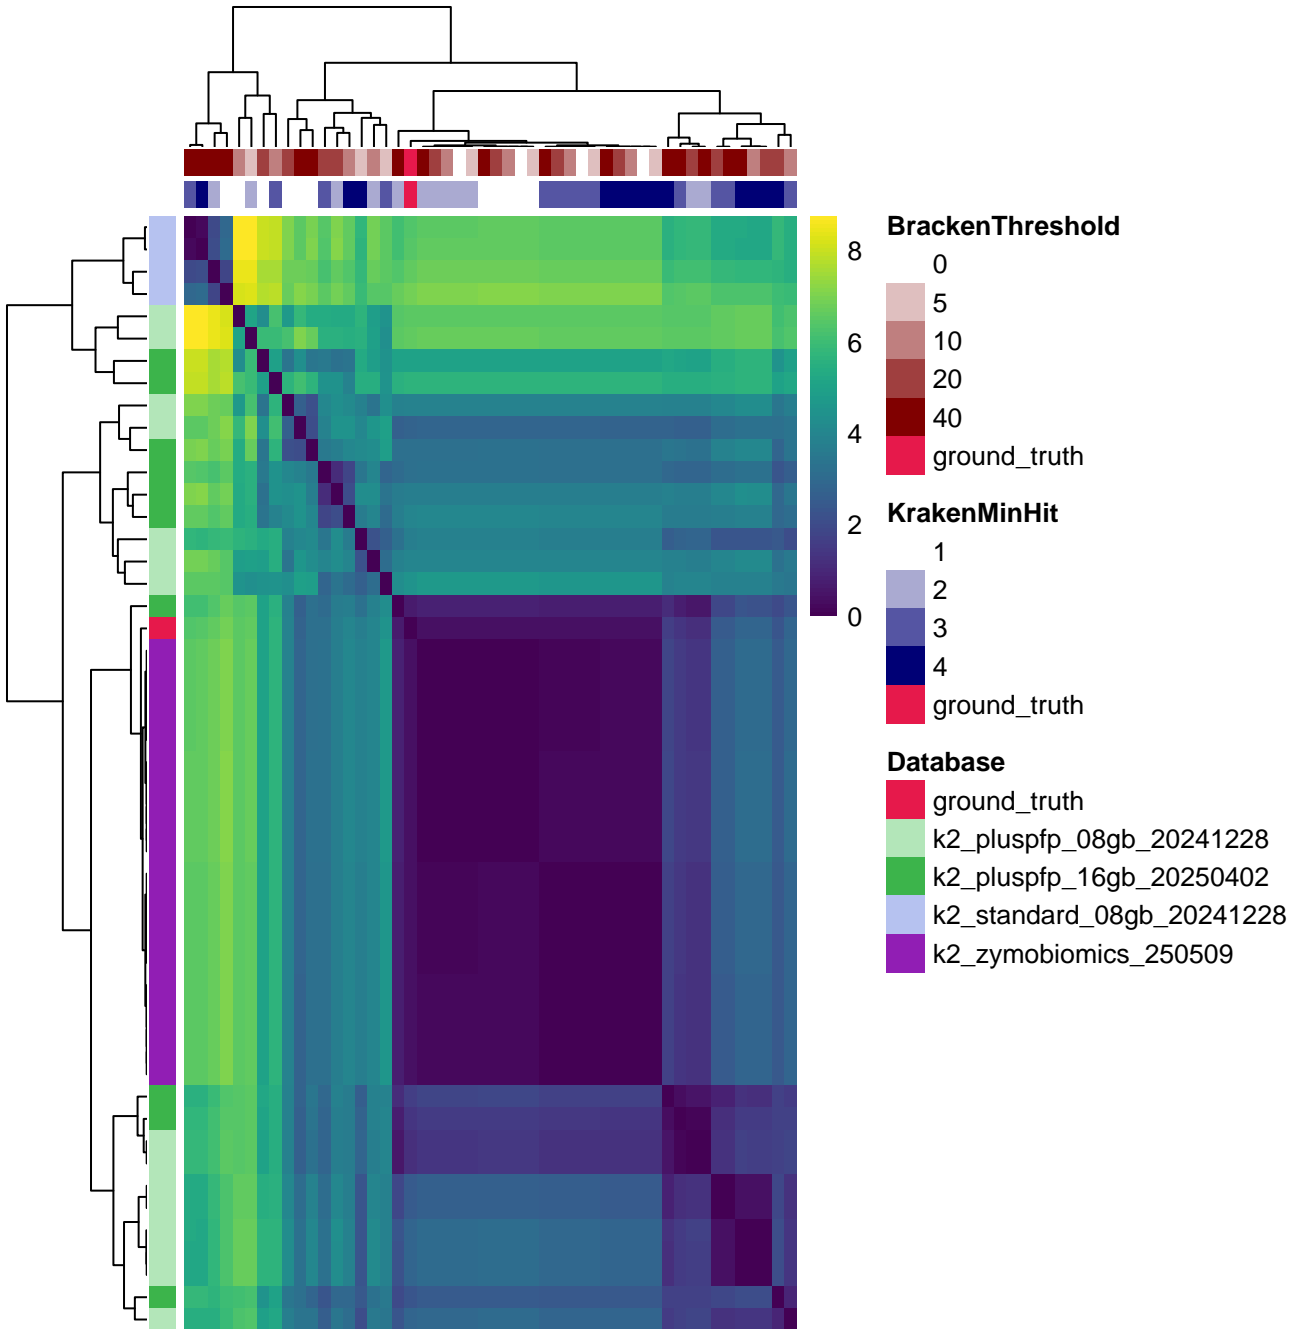 8
6
4
2
0
BrackenThreshold
0
5
10
20
40
ground_truth
KrakenMinHit
1
2
3
4
ground_truth
Database
ground_truth
k2_pluspfp_08gb_20241228
k2_pluspfp_16gb_20250402
k2_standard_08gb_20241228
k2_zymobiomics_250509